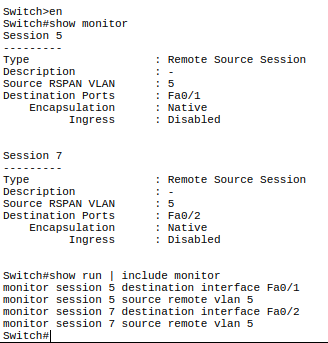 Switch>en
Switch#show monitor
Session 5
---------
Type                   : Remote Source Session
Description            : -
Source RSPAN VLAN      : 5
Destination Ports      : Fa0/1
    Encapsulation      : Native
          Ingress      : Disabled
Session 7
---------
Type                   : Remote Source Session
Description            : -
Source RSPAN VLAN      : 5
Destination Ports      : Fa0/2
    Encapsulation      : Native
          Ingress      : Disabled
Switch#show run | include monitor
monitor session 5 destination interface Fa0/1
monitor session 5 source remote vlan 5
monitor session 7 destination interface Fa0/2
monitor session 7 source remote vlan 5
Switch#